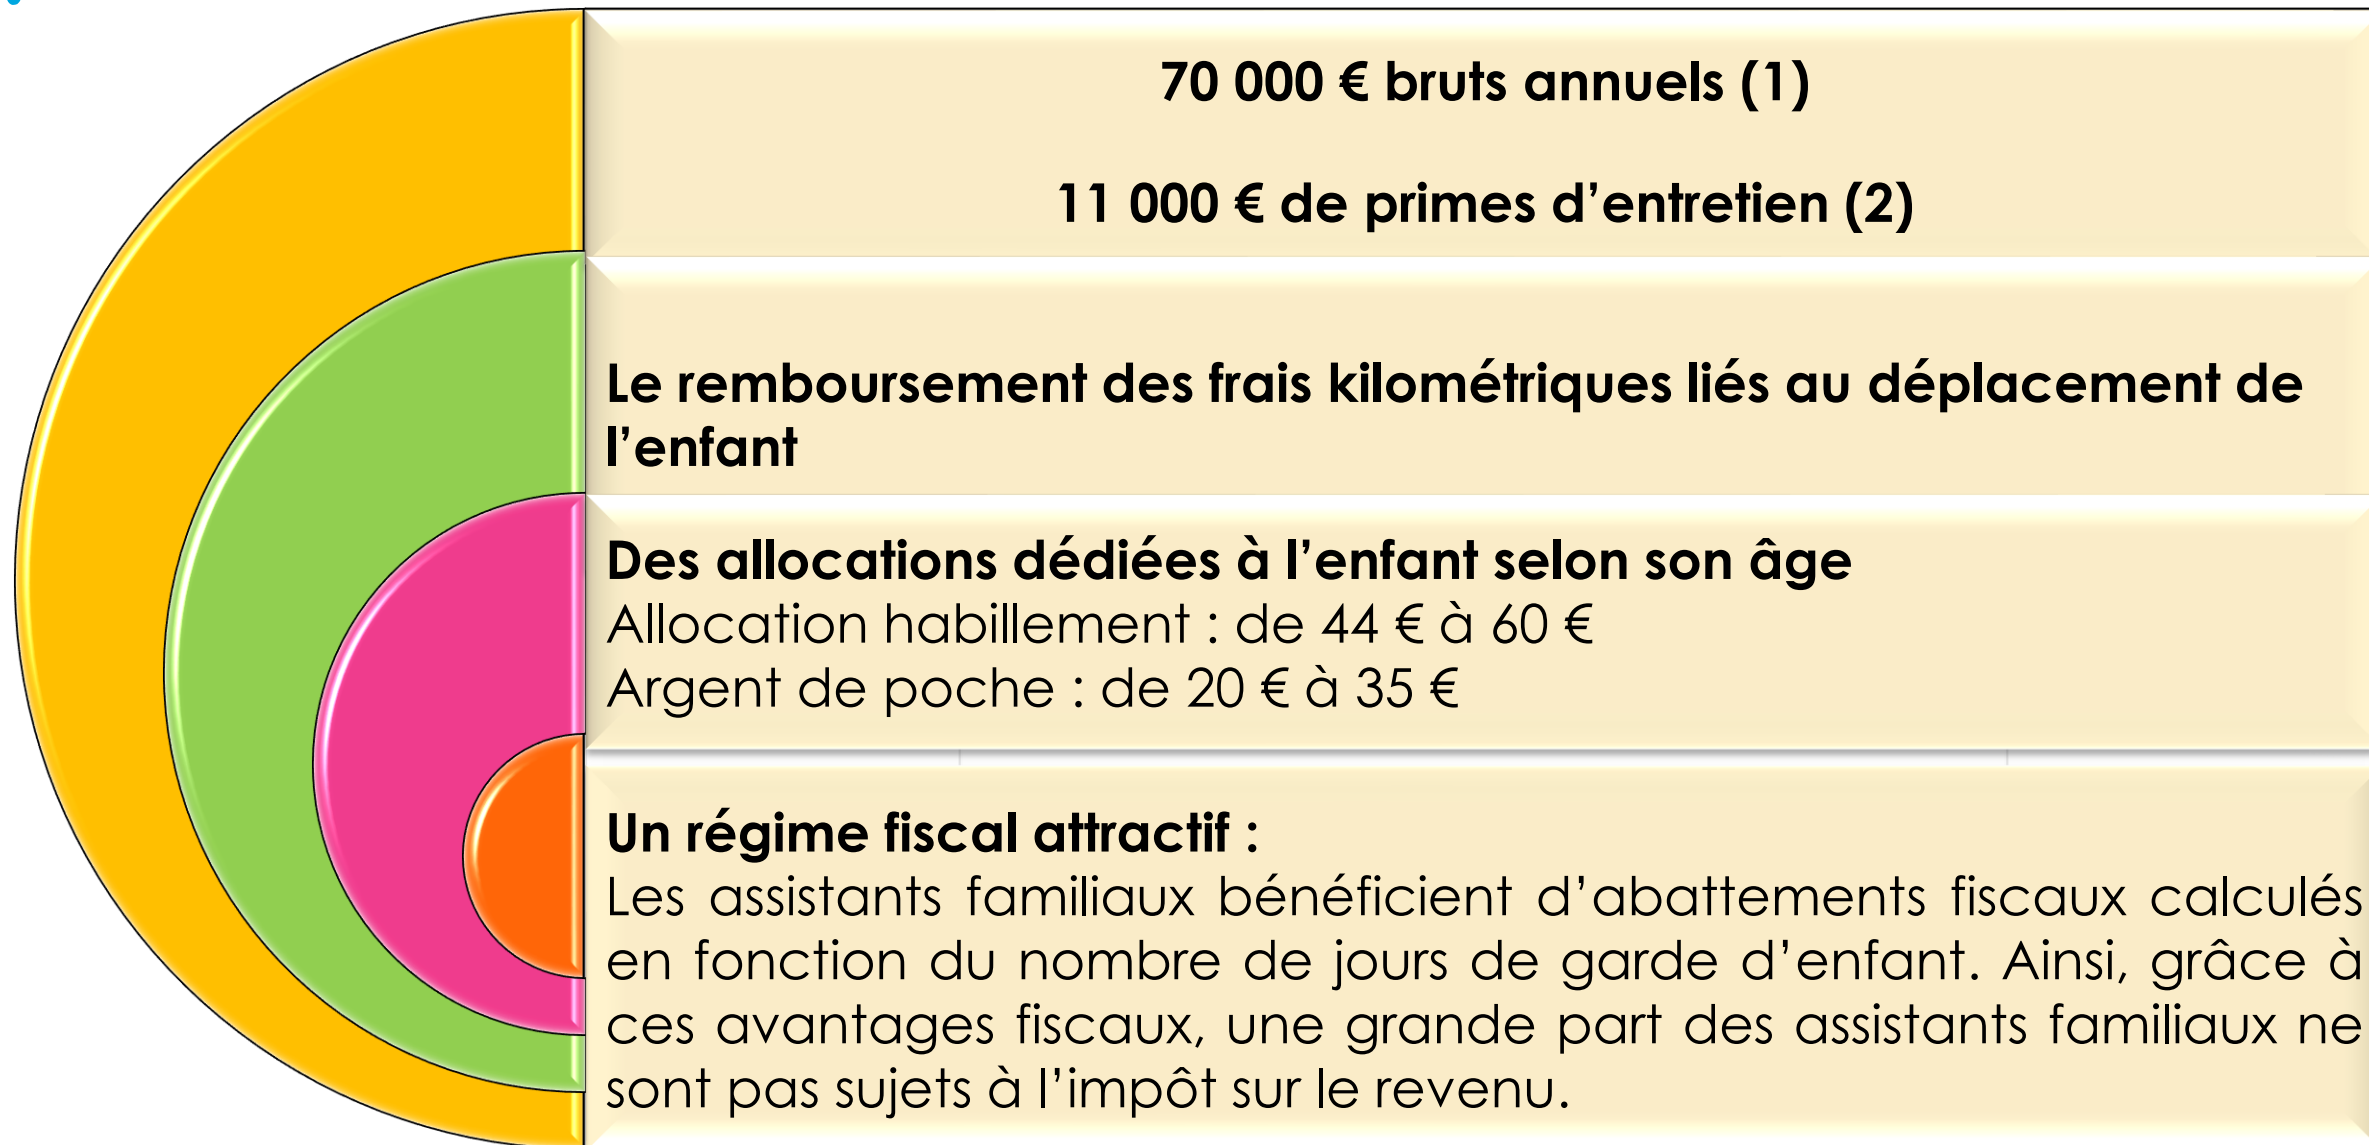 70 000 € bruts annuels (1)
11 000 € de primes d’entretien (2)
Le remboursement des frais kilométriques liés au déplacement de
l’enfant
Des allocations dédiées à l’enfant selon son âge
Allocation habillement : de 44 € à 60 €
Argent de poche : de 20 € à 35 €
Un régime fiscal attractif :
Les assistants familiaux bénéficient d’abattements fiscaux calculés
en fonction du nombre de jours de garde d’enfant. Ainsi, grâce à
ces avantages fiscaux, une grande part des assistants familiaux ne
sont pas sujets à l’impôt sur le revenu.